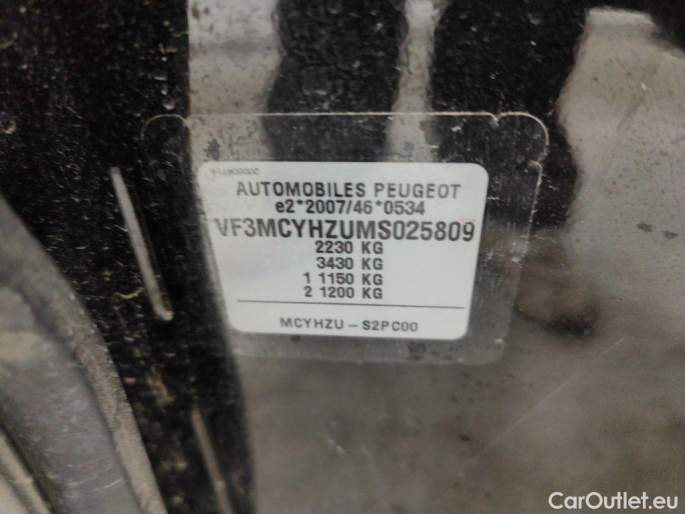 AUTOMOBILES PEUGEOT
e2*2007/46*0534
VF3MCYHZUMS025809
2230 KG
3430 KG
1 1150 KG
2 1200 KG
MCYHZU – S2PC00
CarOutlet.eu